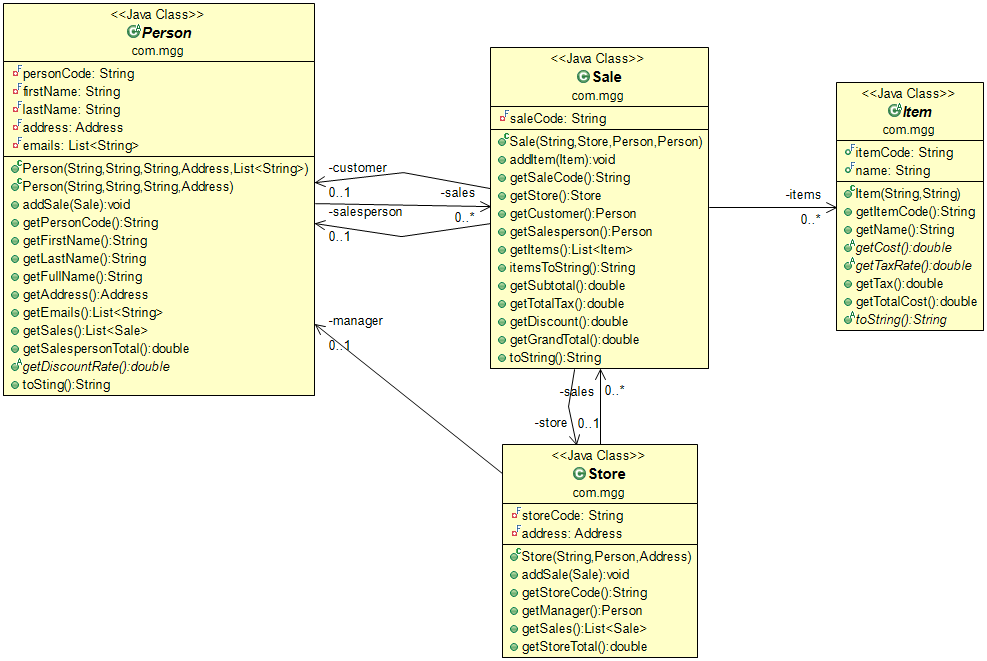 <<Java Class>>
Person
com.mgg
personCode: String
firstName: String
lastName: String
address: Address
emails: List<String>
Person(String,String,String,Address,List<String>)
Person(String,String,String,Address)
addSale(Sale):void
getPersonCode():String
getFirstName():String
getLastName():String
getFullName():String
getAddress():Address
getEmails():List<String>
getSales():List<Sale>
getSalespersonTotal():double
getDiscountRate():double
toSting():String
-customer
0..1
-sales
0..*
-salesperson
0..1
-manager
0..1
<<Java Class>>
Sale
com.mgg
saleCode: String
Sale(String,Store,Person,Person)
addItem(Item):void
getSaleCode():String
getStore():Store
getCustomer():Person
getSalesperson():Person
getItems():List<Item>
itemsToString():String
getSubtotal():double
getTotalTax():double
getDiscount():double
getGrandTotal():double
toString():String
-items
0..*
<<Java Class>>
Item
com.mgg
itemCode: String
name: String
Item(String,String)
getItemCode():String
getName():String
getCost():double
getTaxRate():double
getTax():double
getTotalCost():double
toString():String
-sales 0..*
-store 0..1
<<Java Class>>
Store
com.mgg
storeCode: String
address: Address
Store(String,Person,Address)
addSale(Sale):void
getStoreCode():String
getManager():Person
getSales():List<Sale>
getStoreTotal():double